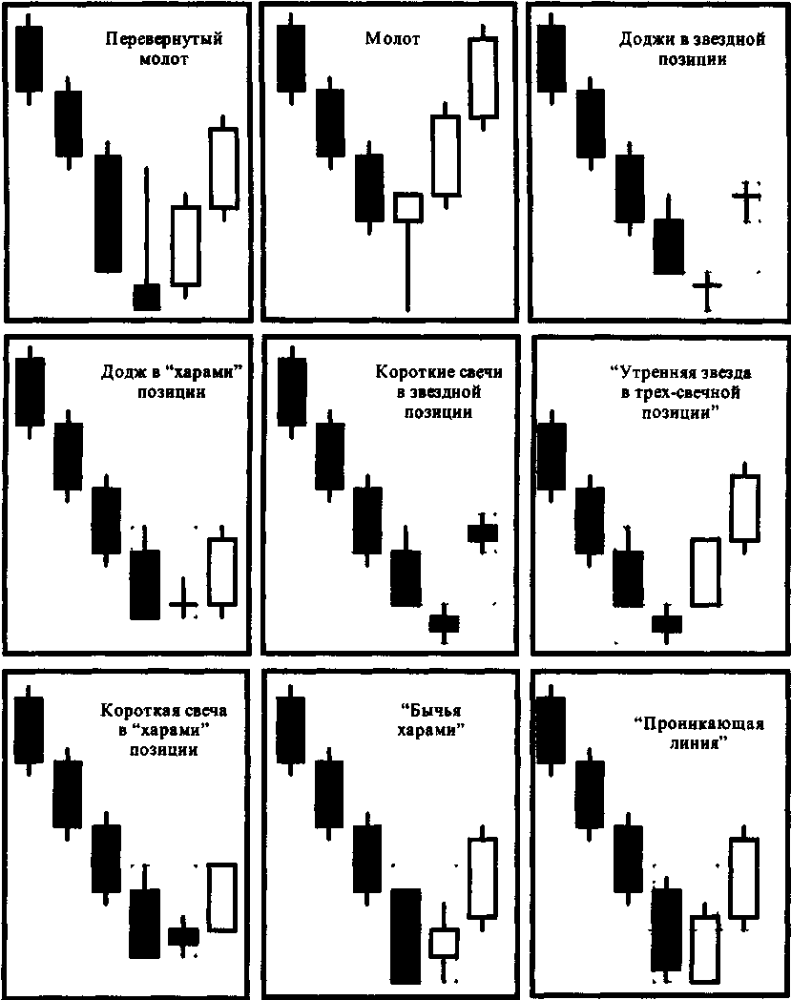 Перевернутый
молот
Молот
Доджи в звездной
позиции
Додж в “харами”
позиции
Короткие свечи
в звездной
позиции
“Утренняя звезда
в трех-свечной
позиции”
Короткая свеча
в “харами”
позиции
“Бычья
харами”
“Проникающая
линия”